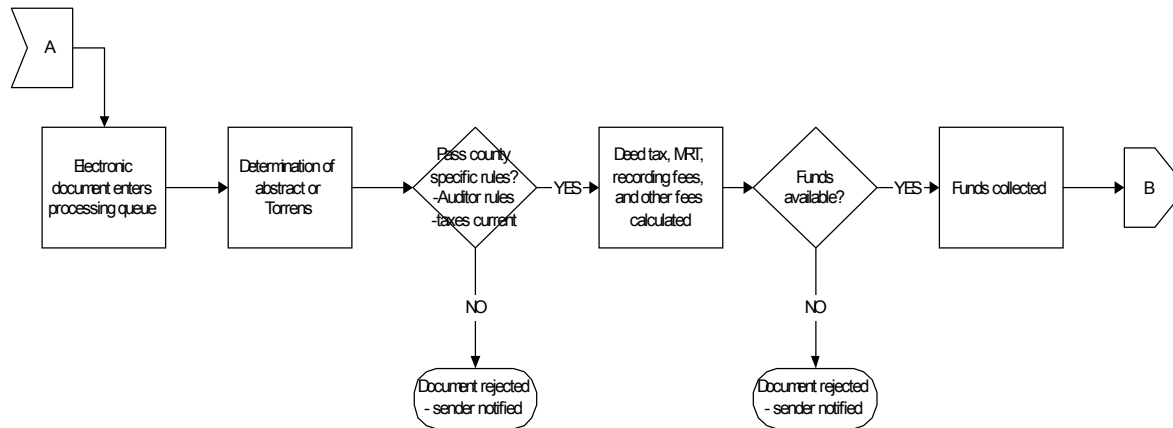 A
Electronic
document enters
processing queue
Determination of
abstract or
Torrens
Pass county
specific rules?
-Auditor rules
-taxes current
YES
Deed tax, MRT,
recording fees,
and other fees
calculated
Funds
available?
YES
Funds collected
B
NO
NO
Document rejected
- sender notified
Document rejected
- sender notified